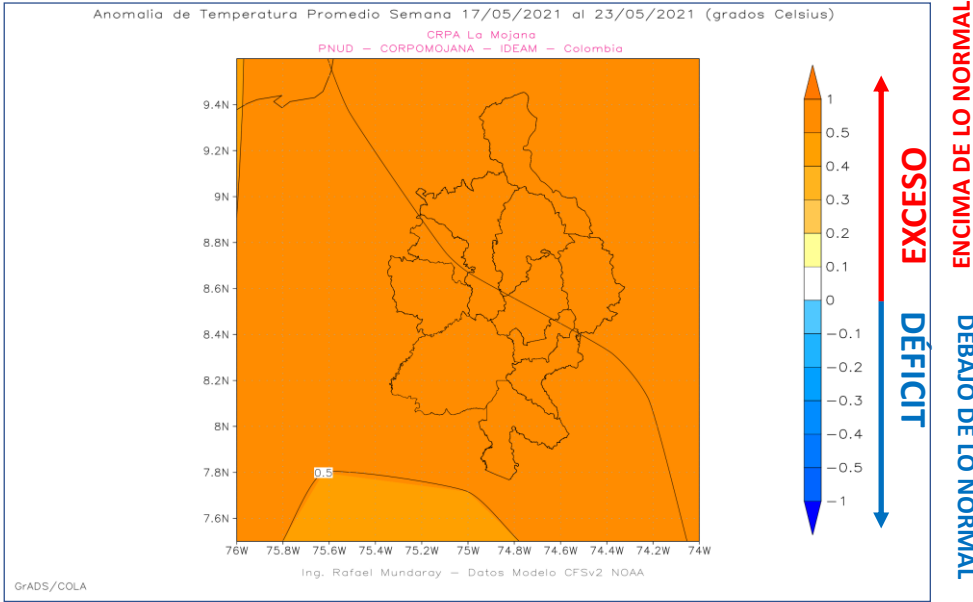 Anomalia de Temperatura Promedio Semana 17/05/2021 al 23/05/2021 (grados Celsius)
CRPA La Mojana
PNUD – CORPOMOJANA – IDEAM – Colombia
9.4N
9.2N
9N
8.8N
8.6N
8.4N
8.2N
8N
7.8N
7.6N
0.5
76W 75.8W 75.6W 75.4W 75.2W 75W 74.8W 74.6W 74.4W 74.2W 74W
Ing. Rafael Mundaray – Datos Modelo CFSv2 NOAA
GrADS/COLA
1
0.5
0.4
0.3
0.2
0.1
0
−0.1
−0.2
−0.3
−0.4
−0.5
−1
EXCESO
DÉFICIT
ENCIMA DE LO NORMAL
DEBAJO DE LO NORMAL